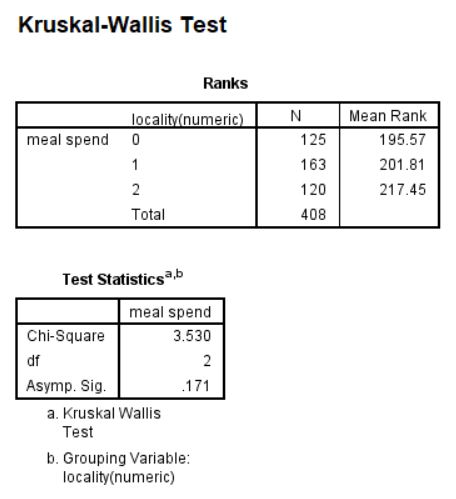 Kruskal-Wallis Test
Ranks
locality(numeric) N Mean Rank
meal spend 0 125 195.57
1 163 201.81
2 120 217.45
Total 408
Test Statisticsa,b
meal spend
Chi-Square 3.530
df 2
Asymp. Sig. .171
a. Kruskal Wallis
Test
b. Grouping Variable:
locality(numeric)